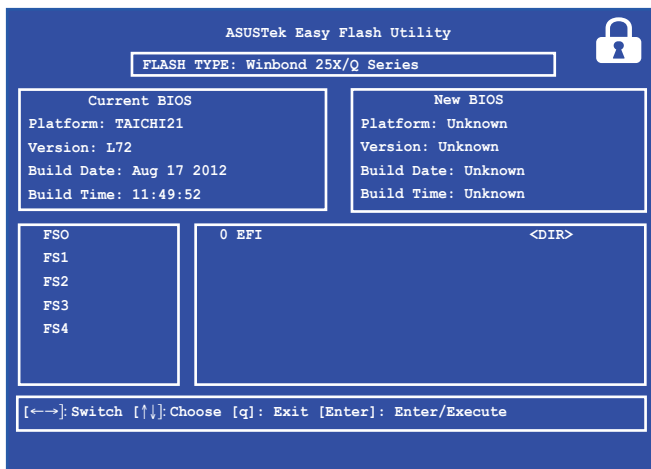 ASUSTek Easy Flash Utility
FLASH TYPE: Winbond 25X/Q Series
Current BIOS
Platform: TAICHI21
Version: L72
Build Date: Aug 17 2012
Build Time: 11:49:52
New BIOS
Platform: Unknown
Version: Unknown
Build Date: Unknown
Build Time: Unknown
FSO
FS1
FS2
FS3
FS4
0 EFI <DIR>
[←→]: Switch [↑↓]: Choose [q]: Exit [Enter]: Enter/Execute